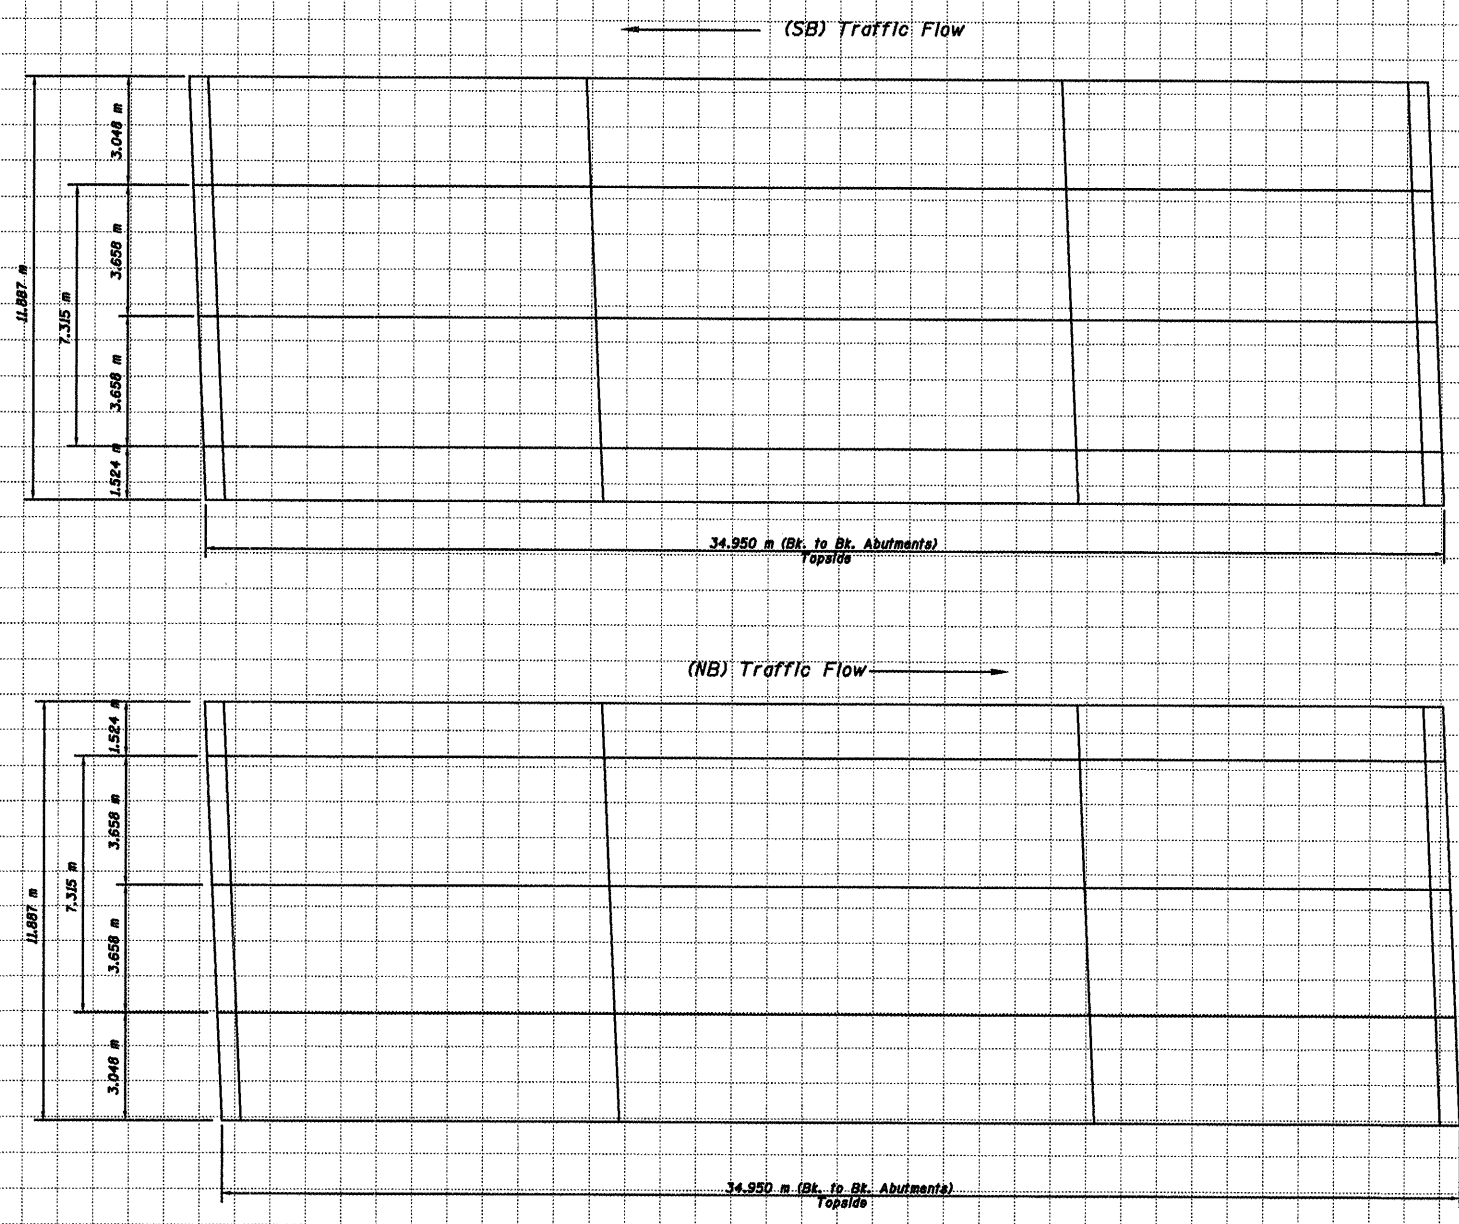 (SB) Traffic Flow
3.048 m
3.658 m
11.887 m
7.315 m
3.658 m
1.524 m
34.950 m (Bk. to Bk. Abutments)
Topside
(NB) Traffic Flow
1.524 m
3.658 m
7.315 m
11.887 m
3.658 m
3.048 m
34.950 m (Bk. to Bk. Abutments)
Topside